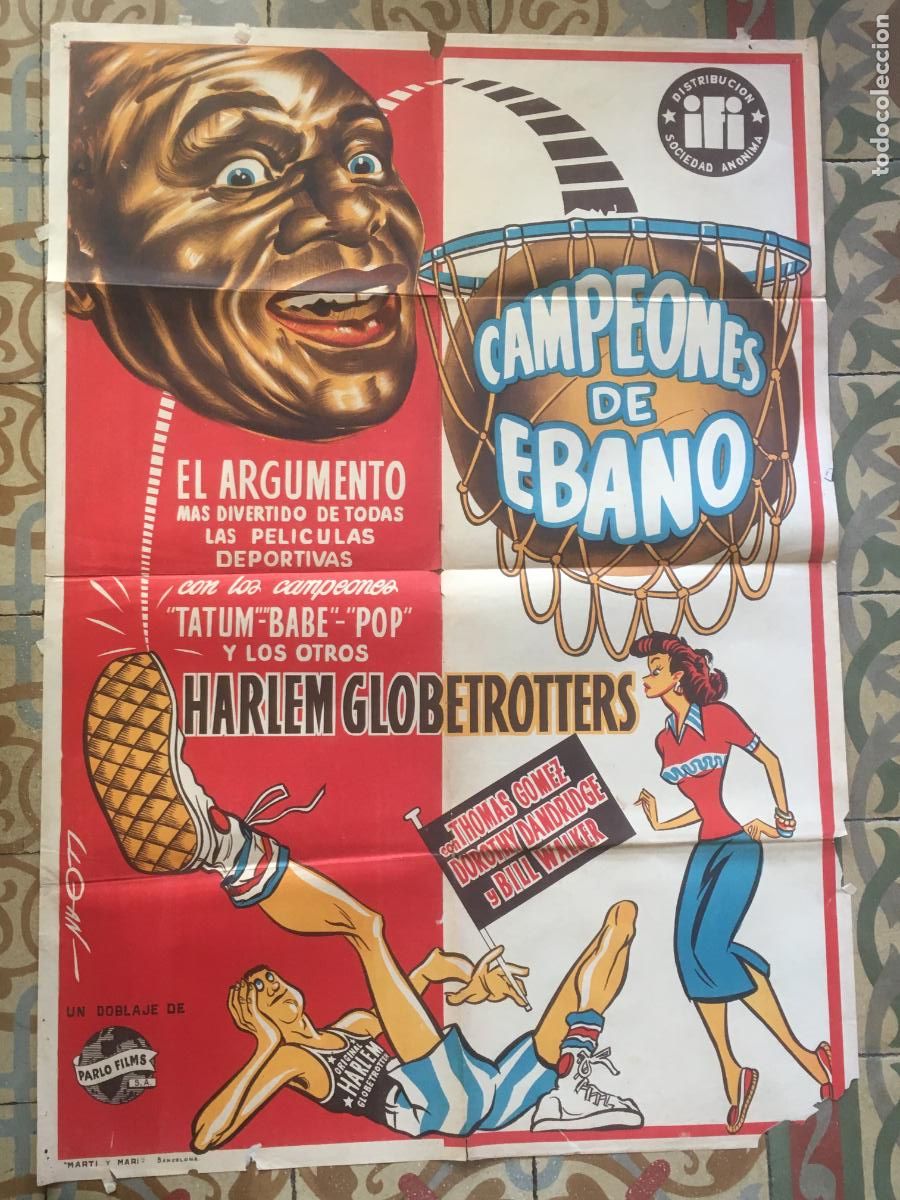 DISTRIBUCION
ifi
SOCIEDAD ANONIMA
CAMPEONES
DE
EBANO
EL ARGUMENTO
MAS DIVERTIDO DE TODAS
LAS PELICULAS
DEPORTIVAS
con los campeones
"TATUM"-"BABE"-"POP"
Y LOS OTROS
HARLEM GLOBETROTTERS
con THOMAS GOMEZ
DOROTHY DANDRIDGE
y BILL WALKER
LLOAN
UN DOBLAJE DE
PARLO FILMS
S.A.
ORIGINAL
HARLEM
GLOBETROTTER
"MARTI Y MARI" BARCELONA
todocoleccion